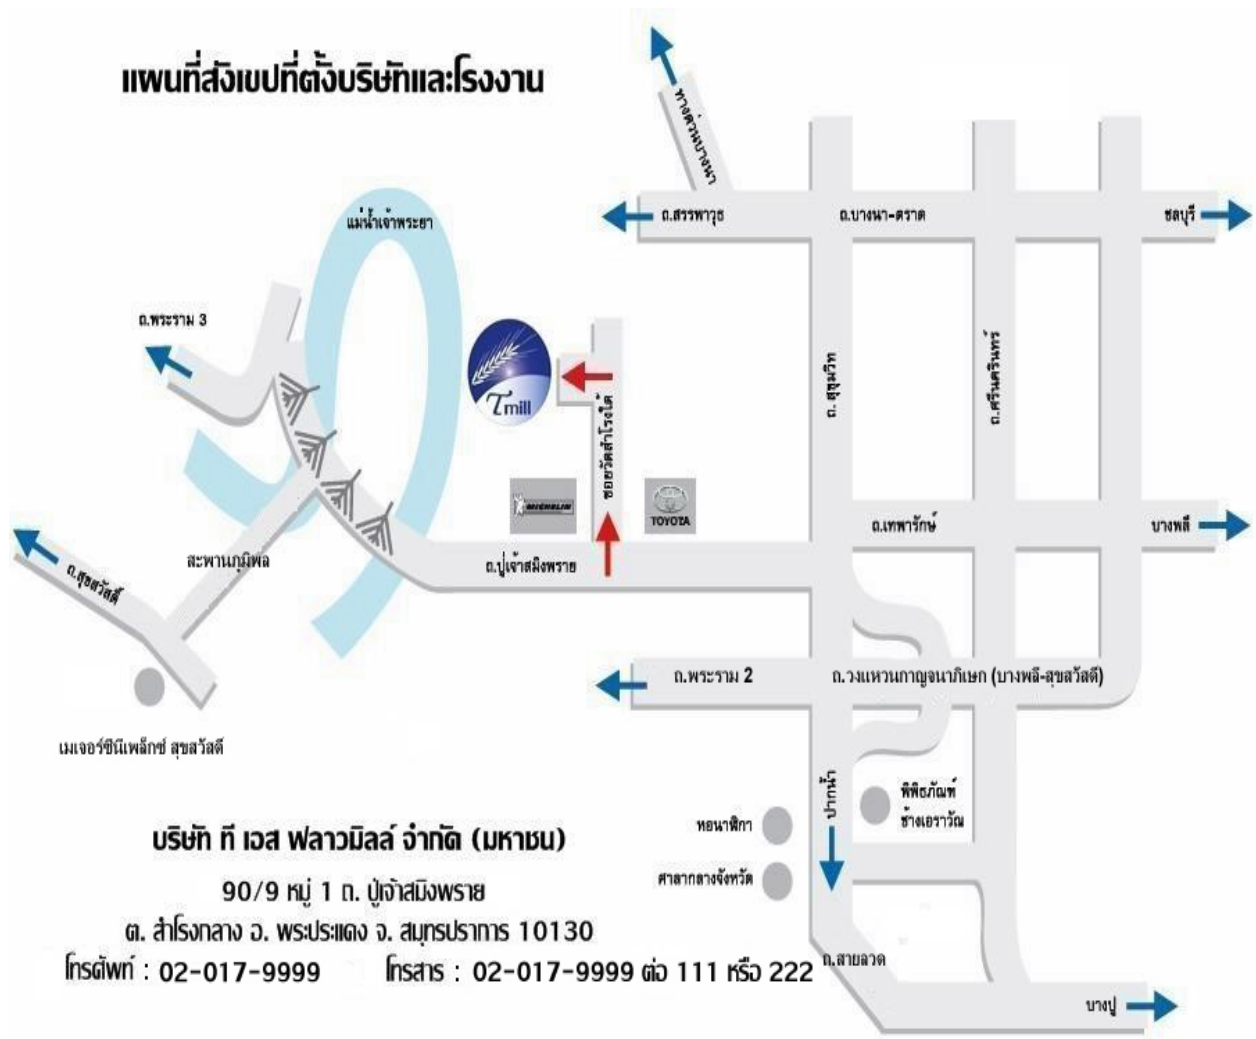 แผนที่สังเขปที่ตั้งบริษัทและโรงงาน
ทางด่วนบางนา
ถ.สรรพาวุธ
ถ.บางนา-ตราด
ชลบุรี
แม่น้ำเจ้าพระยา
ถ.พระราม 3
Tmill
ซอยวัดสำโรงใต้
ถ.สุขุมวิท
ถ.ศรีนครินทร์
MICHELIN
TOYOTA
ถ.เทพารักษ์
บางพลี
สะพานภูมิพล
ถ.ปู่เจ้าสมิงพราย
ถ.สุขสวัสดิ์
ถ.พระราม 2
ถ.วงแหวนกาญจนาภิเษก (บางพลี-สุขสวัสดิ์)
เมเจอร์ซีนีเพล็กซ์ สุขสวัสดิ์
ปากน้ำ
พิพิธภัณฑ์
ช้างเอราวัณ
หอนาฬิกา
ศาลากลางจังหวัด
บริษัท ที เอส ฟลาวมิลล์ จำกัด (มหาชน)
90/9 หมู่ 1 ถ. ปู่เจ้าสมิงพราย
ต. สำโรงกลาง อ. พระประแดง จ. สมุทรปราการ 10130
โทรศัพท์ : 02-017-9999 โทรสาร : 02-017-9999 ต่อ 111 หรือ 222
ถ.สายลวด
บางปู